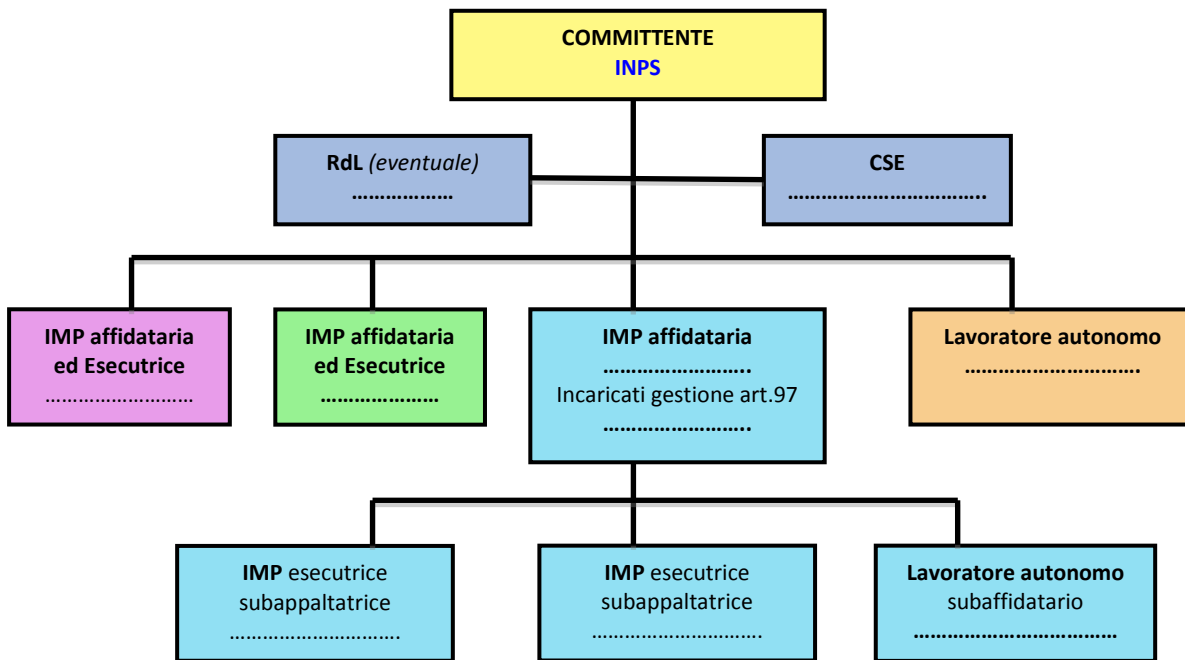 COMMITTENTE
INPS
RdL (eventuale)
………………
CSE
……………………………..
IMP affidataria
ed Esecutrice
………………………
IMP affidataria
ed Esecutrice
…………………
IMP affidataria
……………………..
Incaricati gestione art.97
……………………..
Lavoratore autonomo
………………………….
IMP esecutrice
subappaltatrice
………………………….
IMP esecutrice
subappaltatrice
………………………….
Lavoratore autonomo
subaffidatario
………………………………